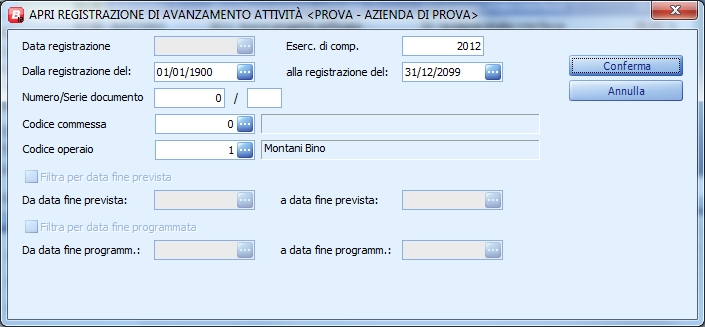 APRI REGISTRAZIONE DI AVANZAMENTO ATTIVITÀ <PROVA - AZIENDA DI PROVA>
Data registrazione ... Eserc. di comp. 2012
Dalla registrazione del: 01/01/1900 ... alla registrazione del: 31/12/2099 ... Conferma
Numero/Serie documento 0 / Annulla
Codice commessa 0 ...
Codice operaio 1 ... Montani Bino
Filtra per data fine prevista
Da data fine prevista: ... a data fine prevista: ...
Filtra per data fine programmata
Da data fine programm.: ... a data fine programm.: ...